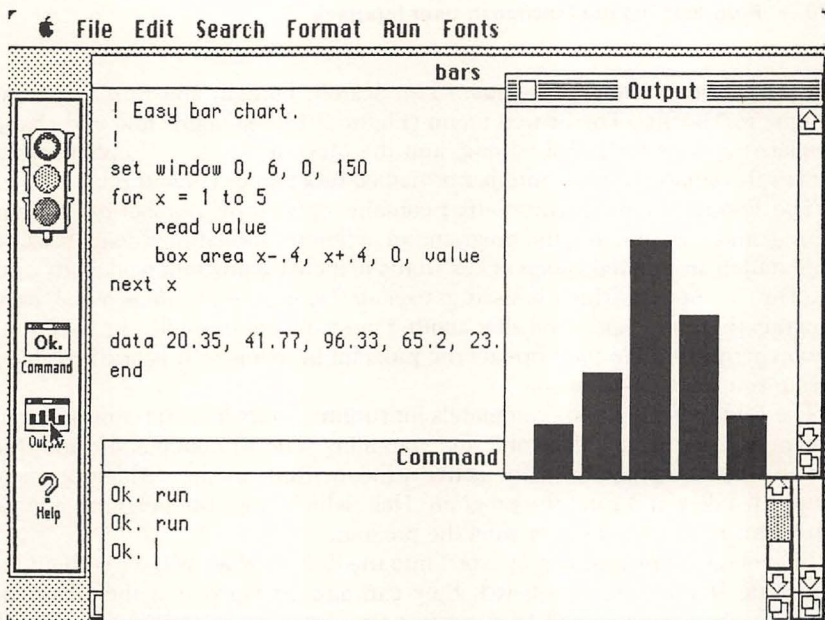 File Edit Search Format Run Fonts
bars
! Easy bar chart.
!
set window 0, 6, 0, 150
for x = 1 to 5
read value
box area x-.4, x+.4, 0, value
next x
data 20.35, 41.77, 96.33, 65.2, 23.
end
Output
Ok.
Command
?
Help
Command
Ok. run
Ok. run
Ok.